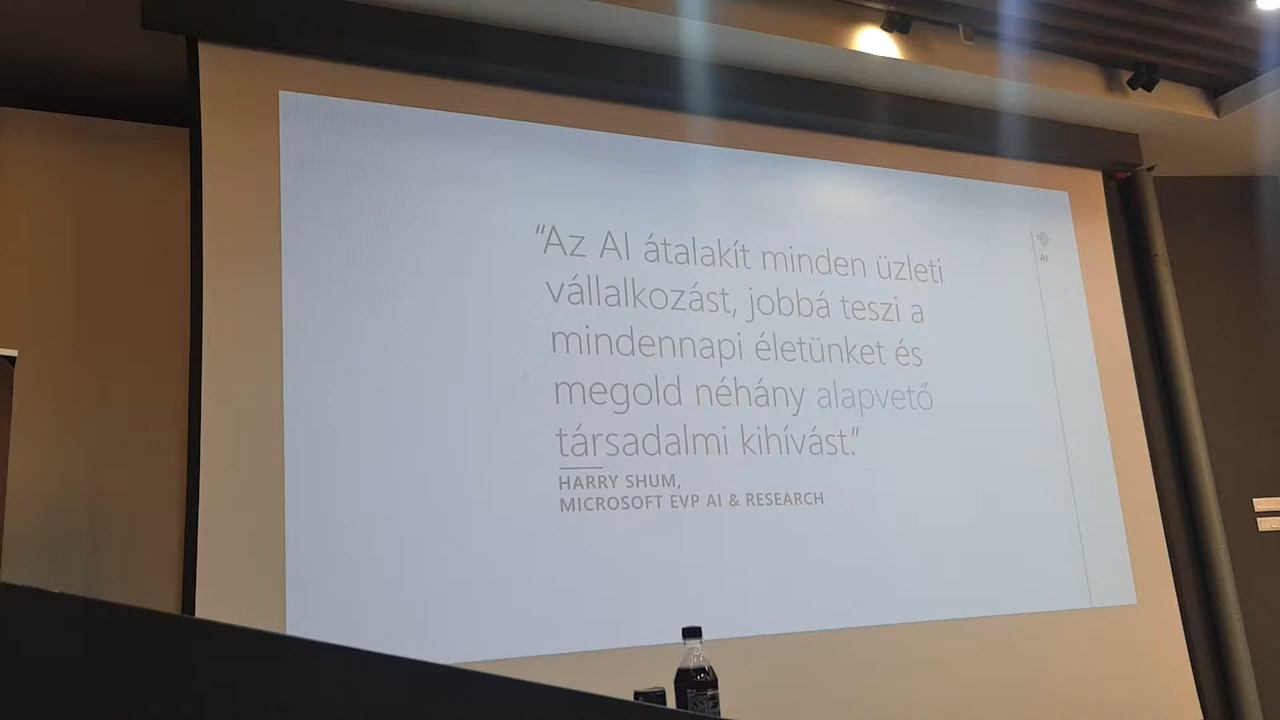 “Az AI átalakít minden üzleti
vállalkozást, jobbá teszi a
mindennapi életünket és
megold néhány alapvető
társadalmi kihívást.”
HARRY SHUM,
MICROSOFT EVP AI & RESEARCH
AI